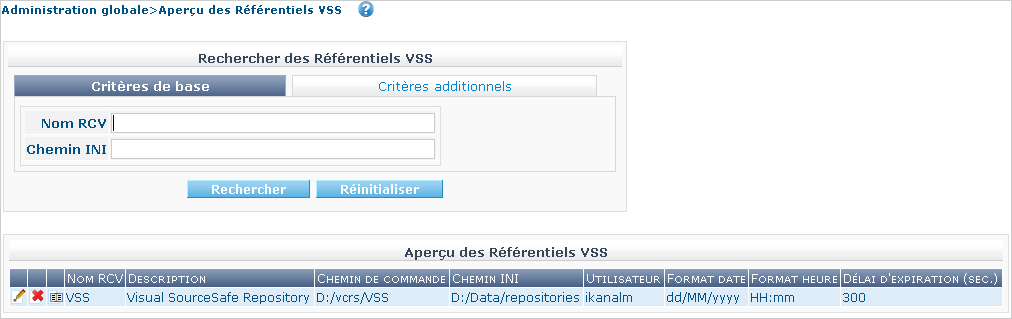 Administration globale>Aperçu des Référentiels VSS ?
Rechercher des Référentiels VSS
Critères de base Critères additionnels
Nom RCV
Chemin INI
Rechercher Réinitialiser
Aperçu des Référentiels VSS
Nom RCV Description Chemin de commande Chemin INI Utilisateur Format date Format heure Délai d'expiration (sec.)
VSS Visual SourceSafe Repository D:/vcrs/VSS D:/Data/repositories ikanalm dd/MM/yyyy HH:mm 300